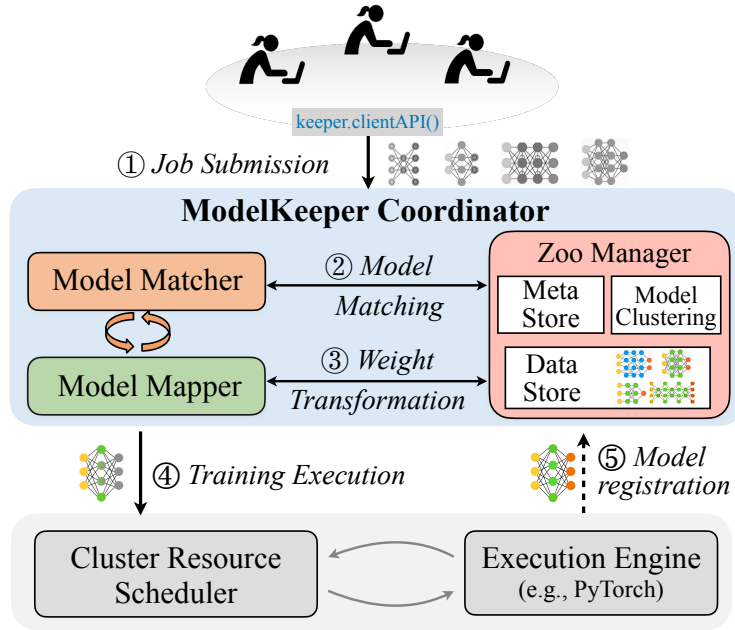 keeper.clientAPI()
① Job Submission
ModelKeeper Coordinator
Model Matcher
② Model
Matching
Zoo Manager
Meta
Store
Model
Clustering
Model Mapper
③ Weight
Transformation
Data
Store
④ Training Execution
⑤ Model
registration
Cluster Resource
Scheduler
Execution Engine
(e.g., PyTorch)